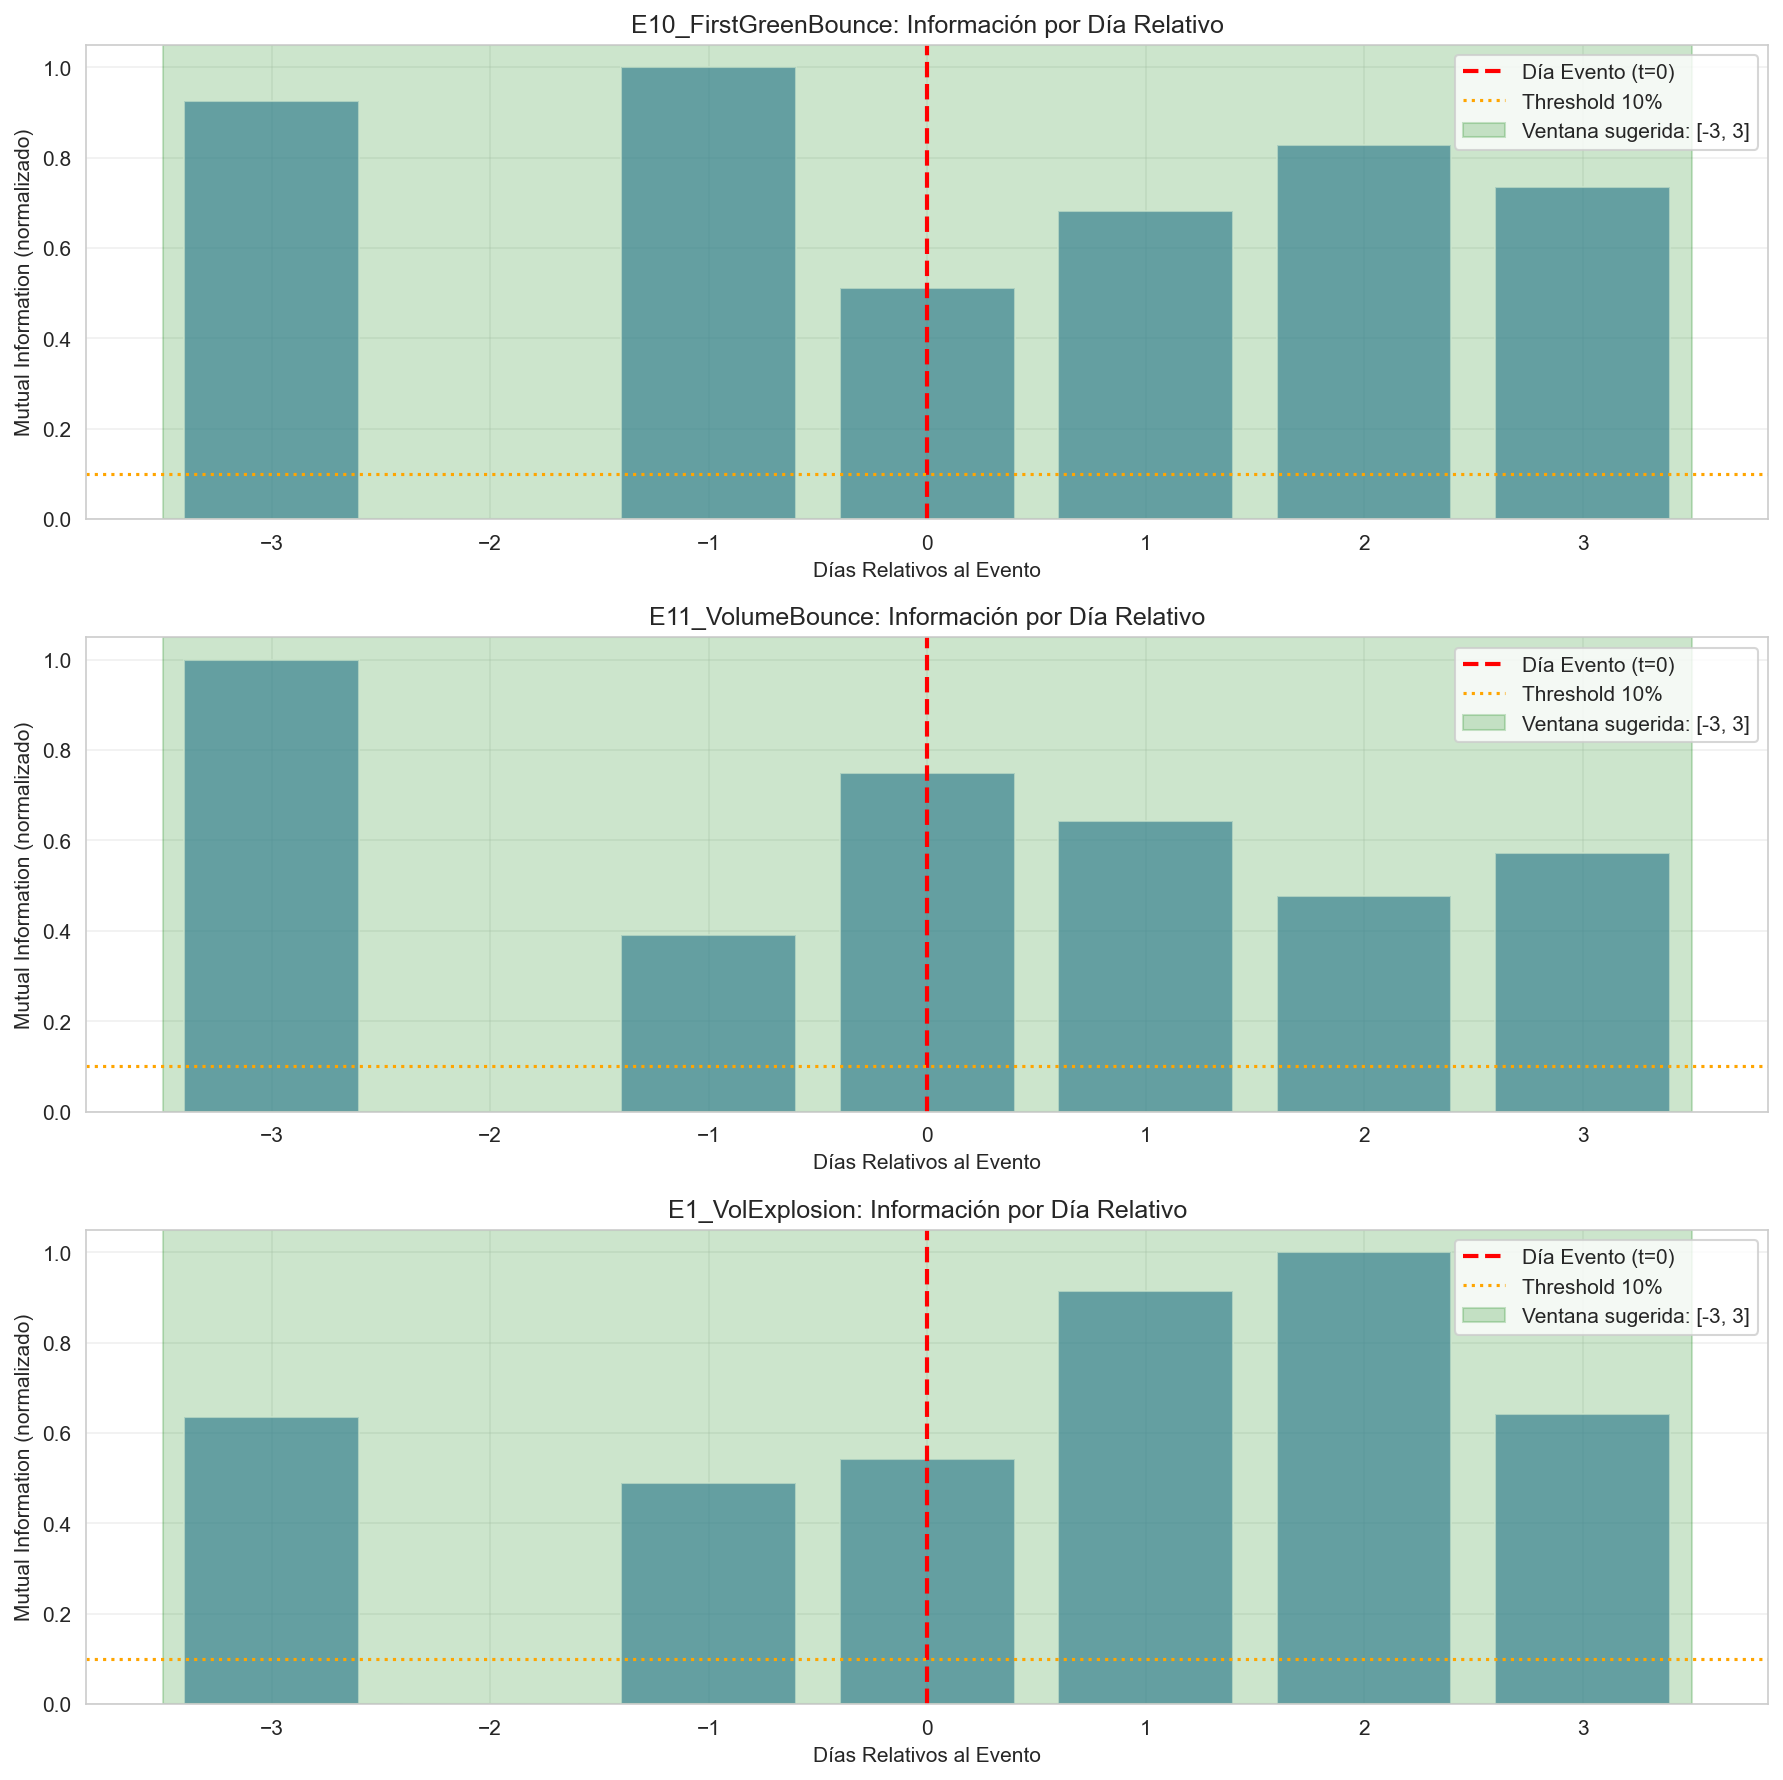 E10_FirstGreenBounce: Información por Día Relativo
Mutual Information (normalizado)
1.0
0.8
0.6
0.4
0.2
0.0
Día Evento (t=0)
Threshold 10%
Ventana sugerida: [-3, 3]
−3 −2 −1 0 1 2 3
Días Relativos al Evento
E11_VolumeBounce: Información por Día Relativo
Mutual Information (normalizado)
1.0
0.8
0.6
0.4
0.2
0.0
Día Evento (t=0)
Threshold 10%
Ventana sugerida: [-3, 3]
−3 −2 −1 0 1 2 3
Días Relativos al Evento
E1_VolExplosion: Información por Día Relativo
Mutual Information (normalizado)
1.0
0.8
0.6
0.4
0.2
0.0
Día Evento (t=0)
Threshold 10%
Ventana sugerida: [-3, 3]
−3 −2 −1 0 1 2 3
Días Relativos al Evento